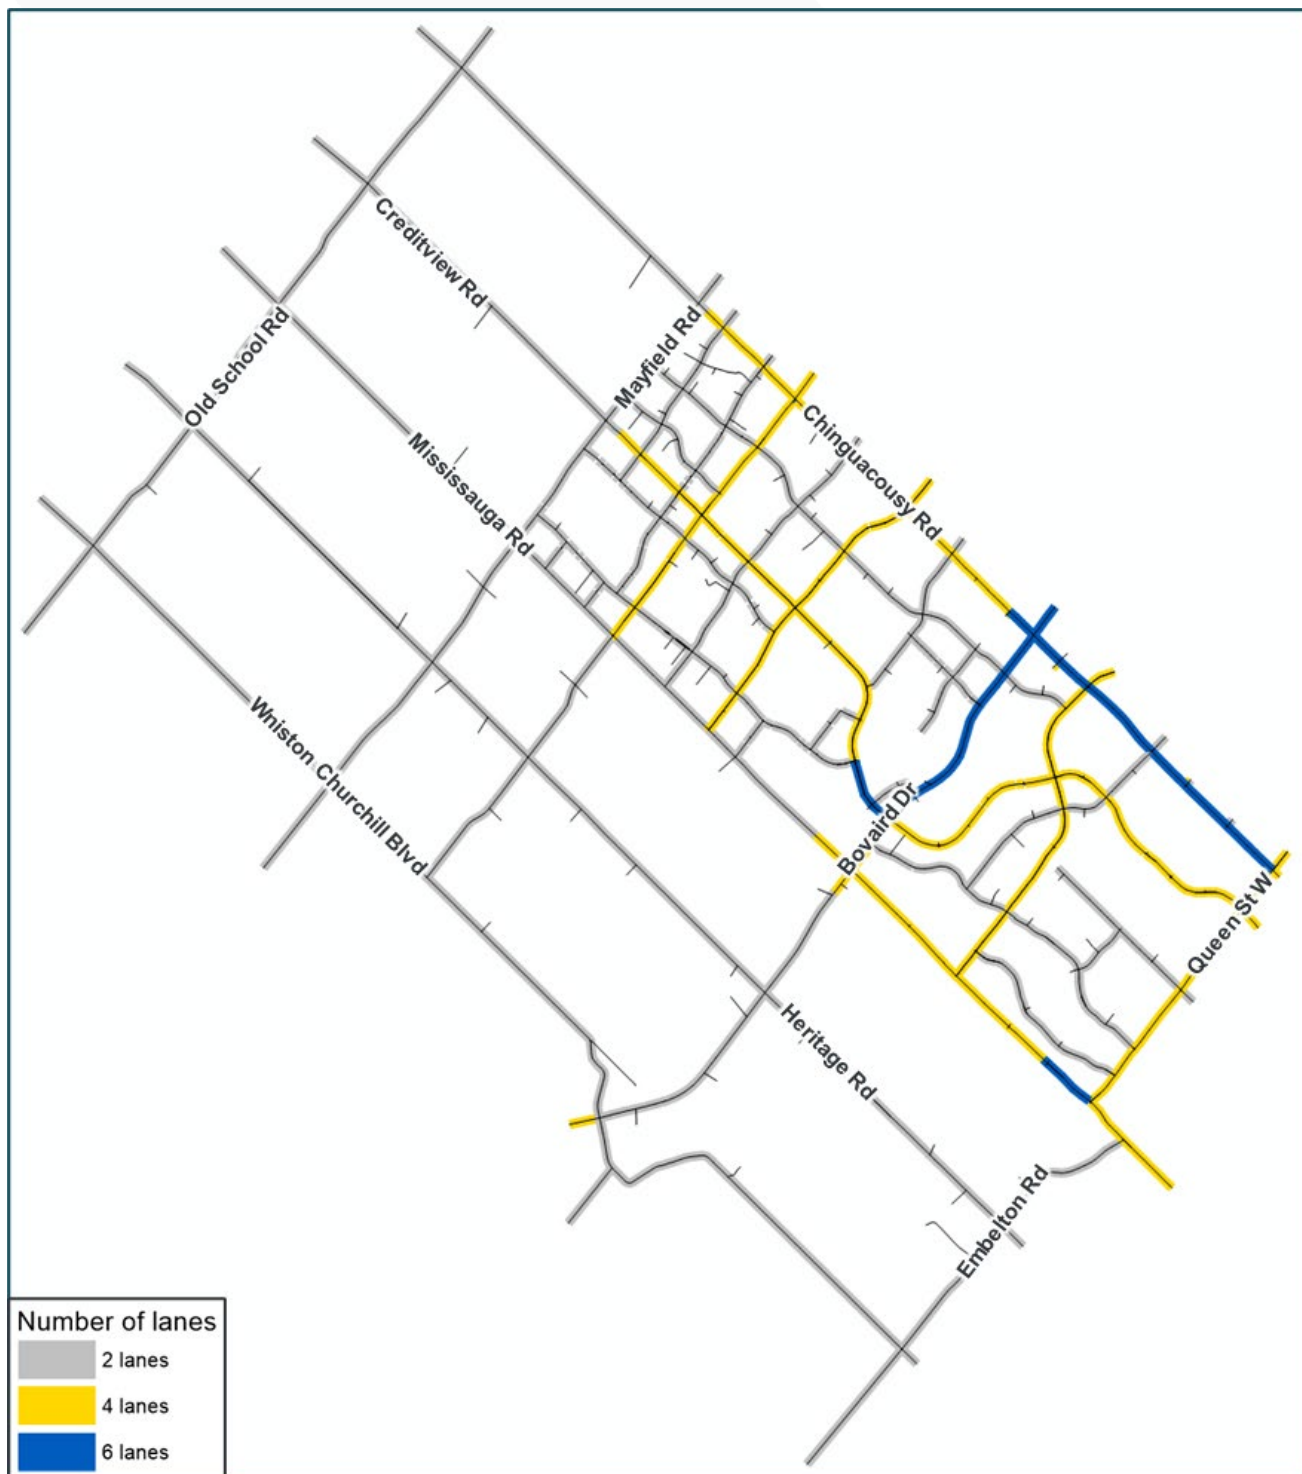 Creditview Rd
Old School Rd
Mayfield Rd
Mississauga Rd
Chinguacousy Rd
Wniston Churchill Blvd
Bovaird Dr
Queen St W
Heritage Rd
Embelton Rd
Number of lanes
2 lanes
4 lanes
6 lanes